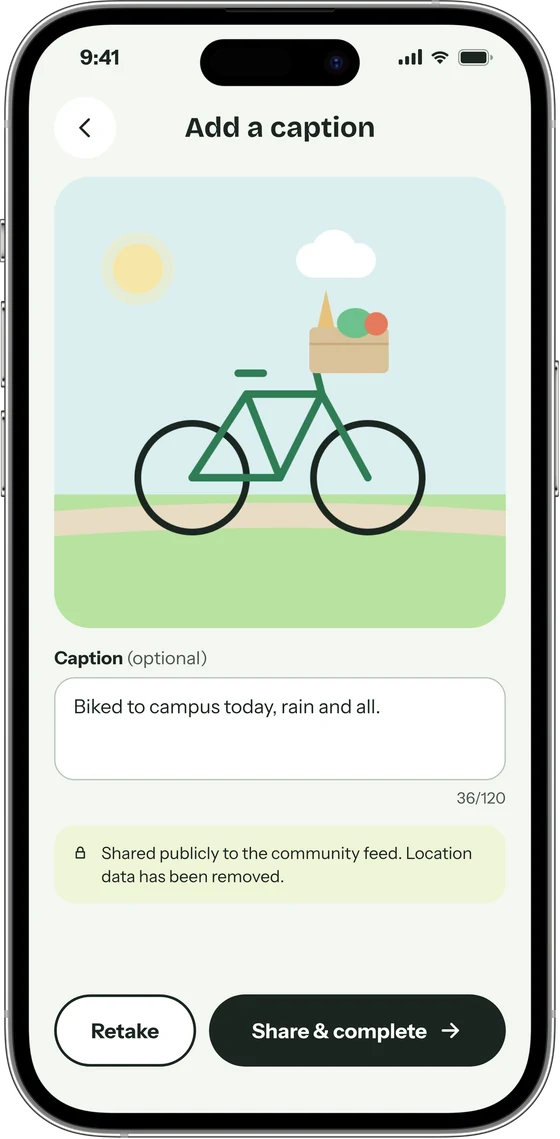 9:41
Add a caption
Caption (optional)
Biked to campus today, rain and all.
36/120
Shared publicly to the community feed. Location
data has been removed.
Retake
Share & complete →